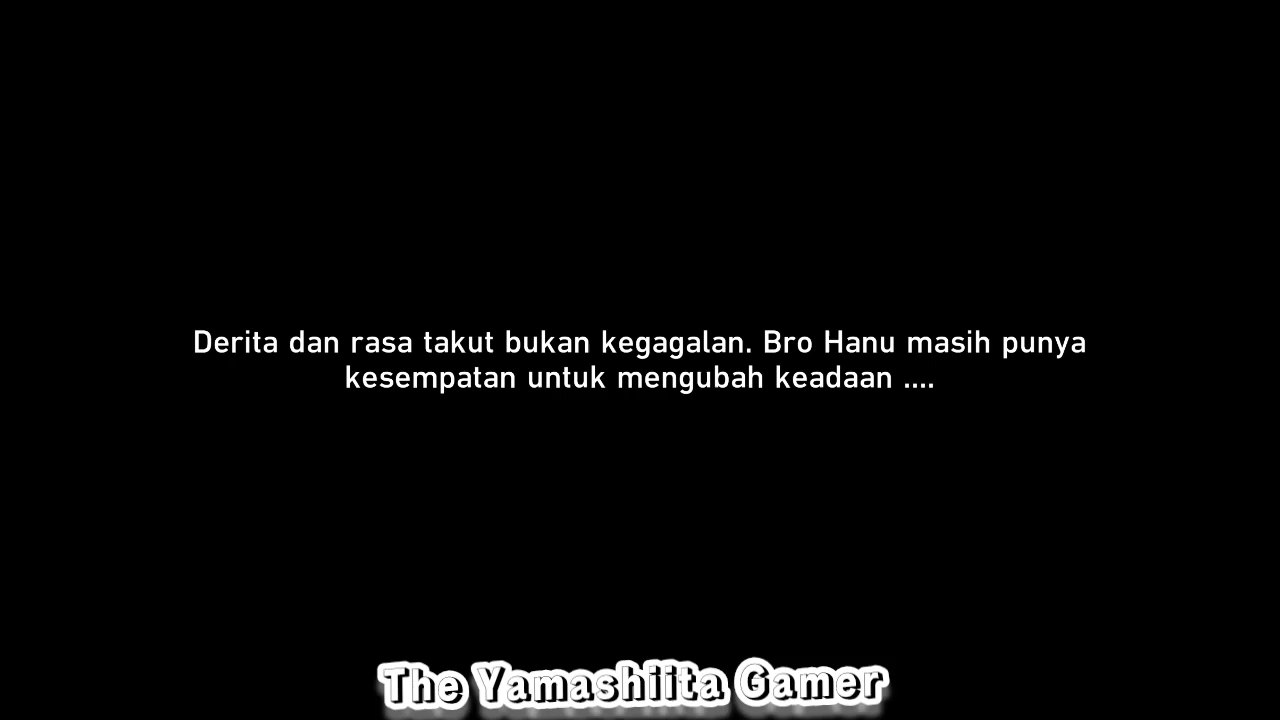 Derita dan rasa takut bukan kegagalan. Bro Hanu masih punya
kesempatan untuk mengubah keadaan ....
The Yamashiita Gamer